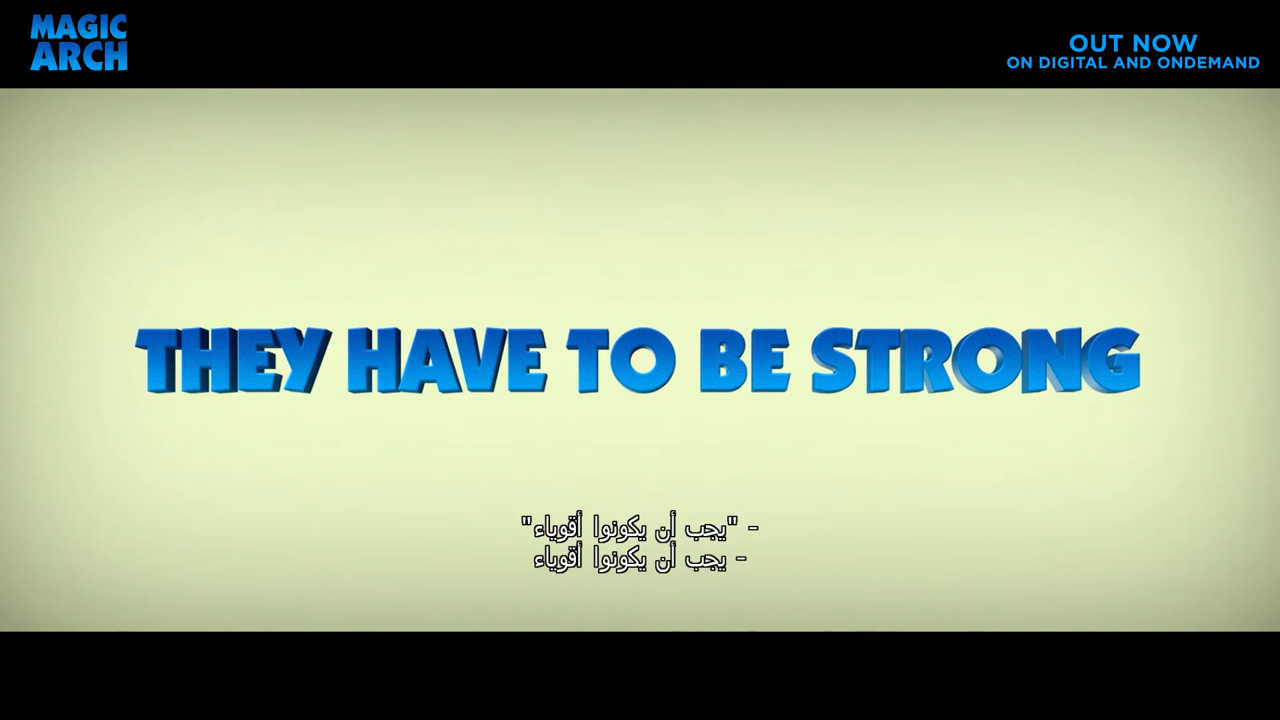 MAGIC
ARCH
OUT NOW
ON DIGITAL AND ONDEMAND
THEY HAVE TO BE STRONG
- "يجب أن يكونوا أقوياء"
- يجب أن يكونوا أقوياء